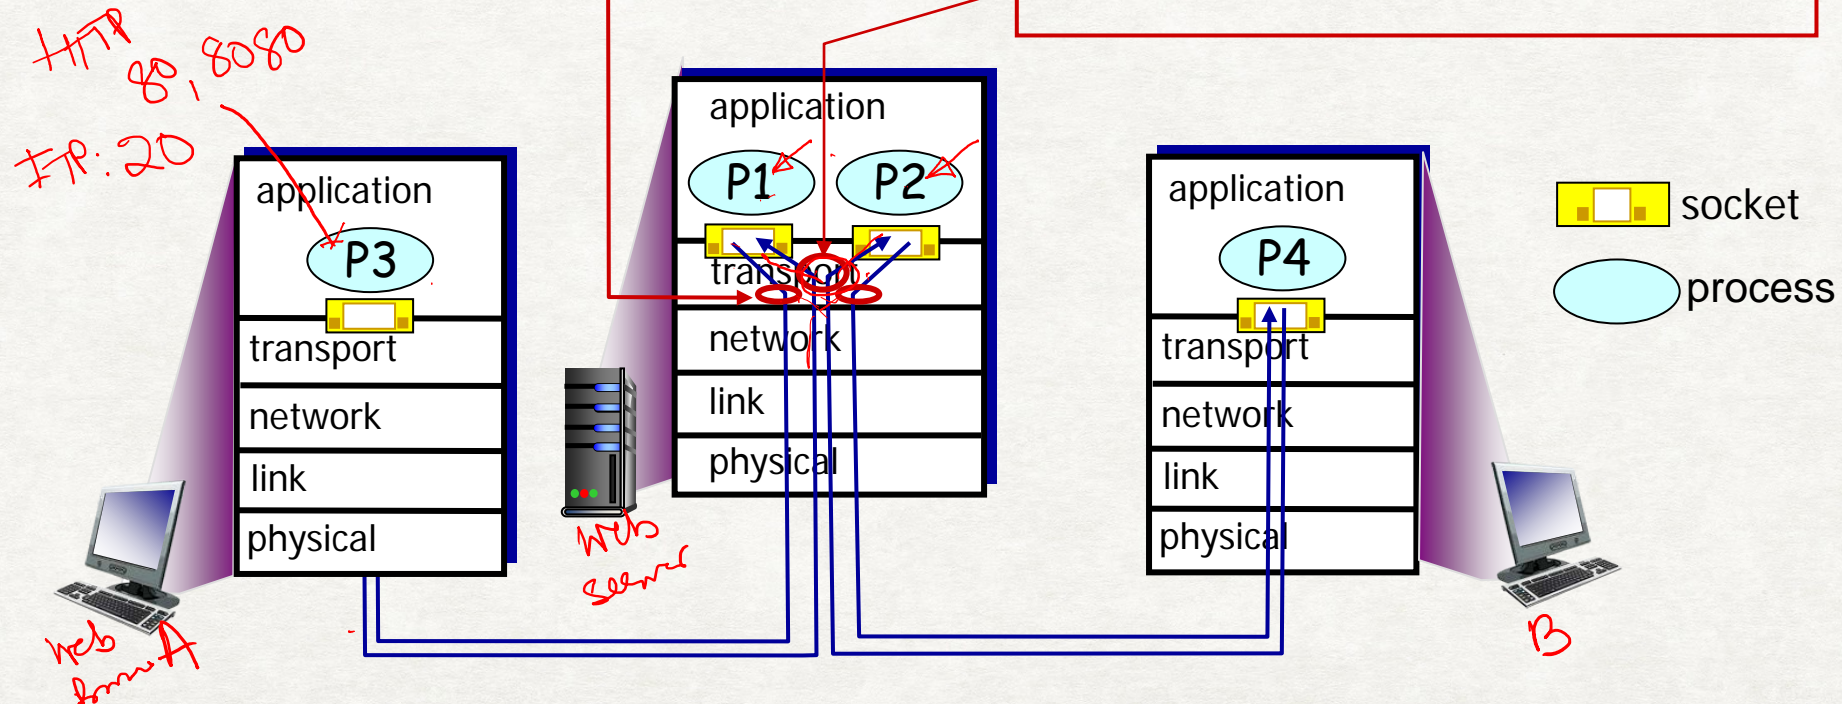 HTTP
80, 8080
FTP: 20
application
P3
transport
network
link
physical
Web
A
application
P1
P2
transport
network
link
physical
Web
server
application
P4
transport
network
link
physical
B
socket
process